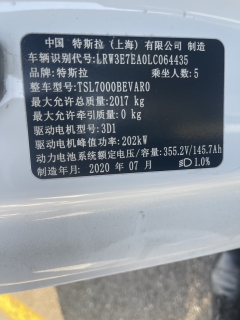 中国 特斯拉（上海）有限公司 制造
车辆识别代号: LRW3E7EA0LC064435
品牌: 特斯拉 乘坐人数: 5
整车型号: TSL7000BEVAR0
最大允许总质量: 2017 kg
最大允许牵引质量: 0 kg
驱动电机型号: 3D1
驱动电机峰值功率: 202kW
动力电池系统额定电压/容量: 355.2V/145.7Ah
制造年月: 2020 年 07 月 1.0%